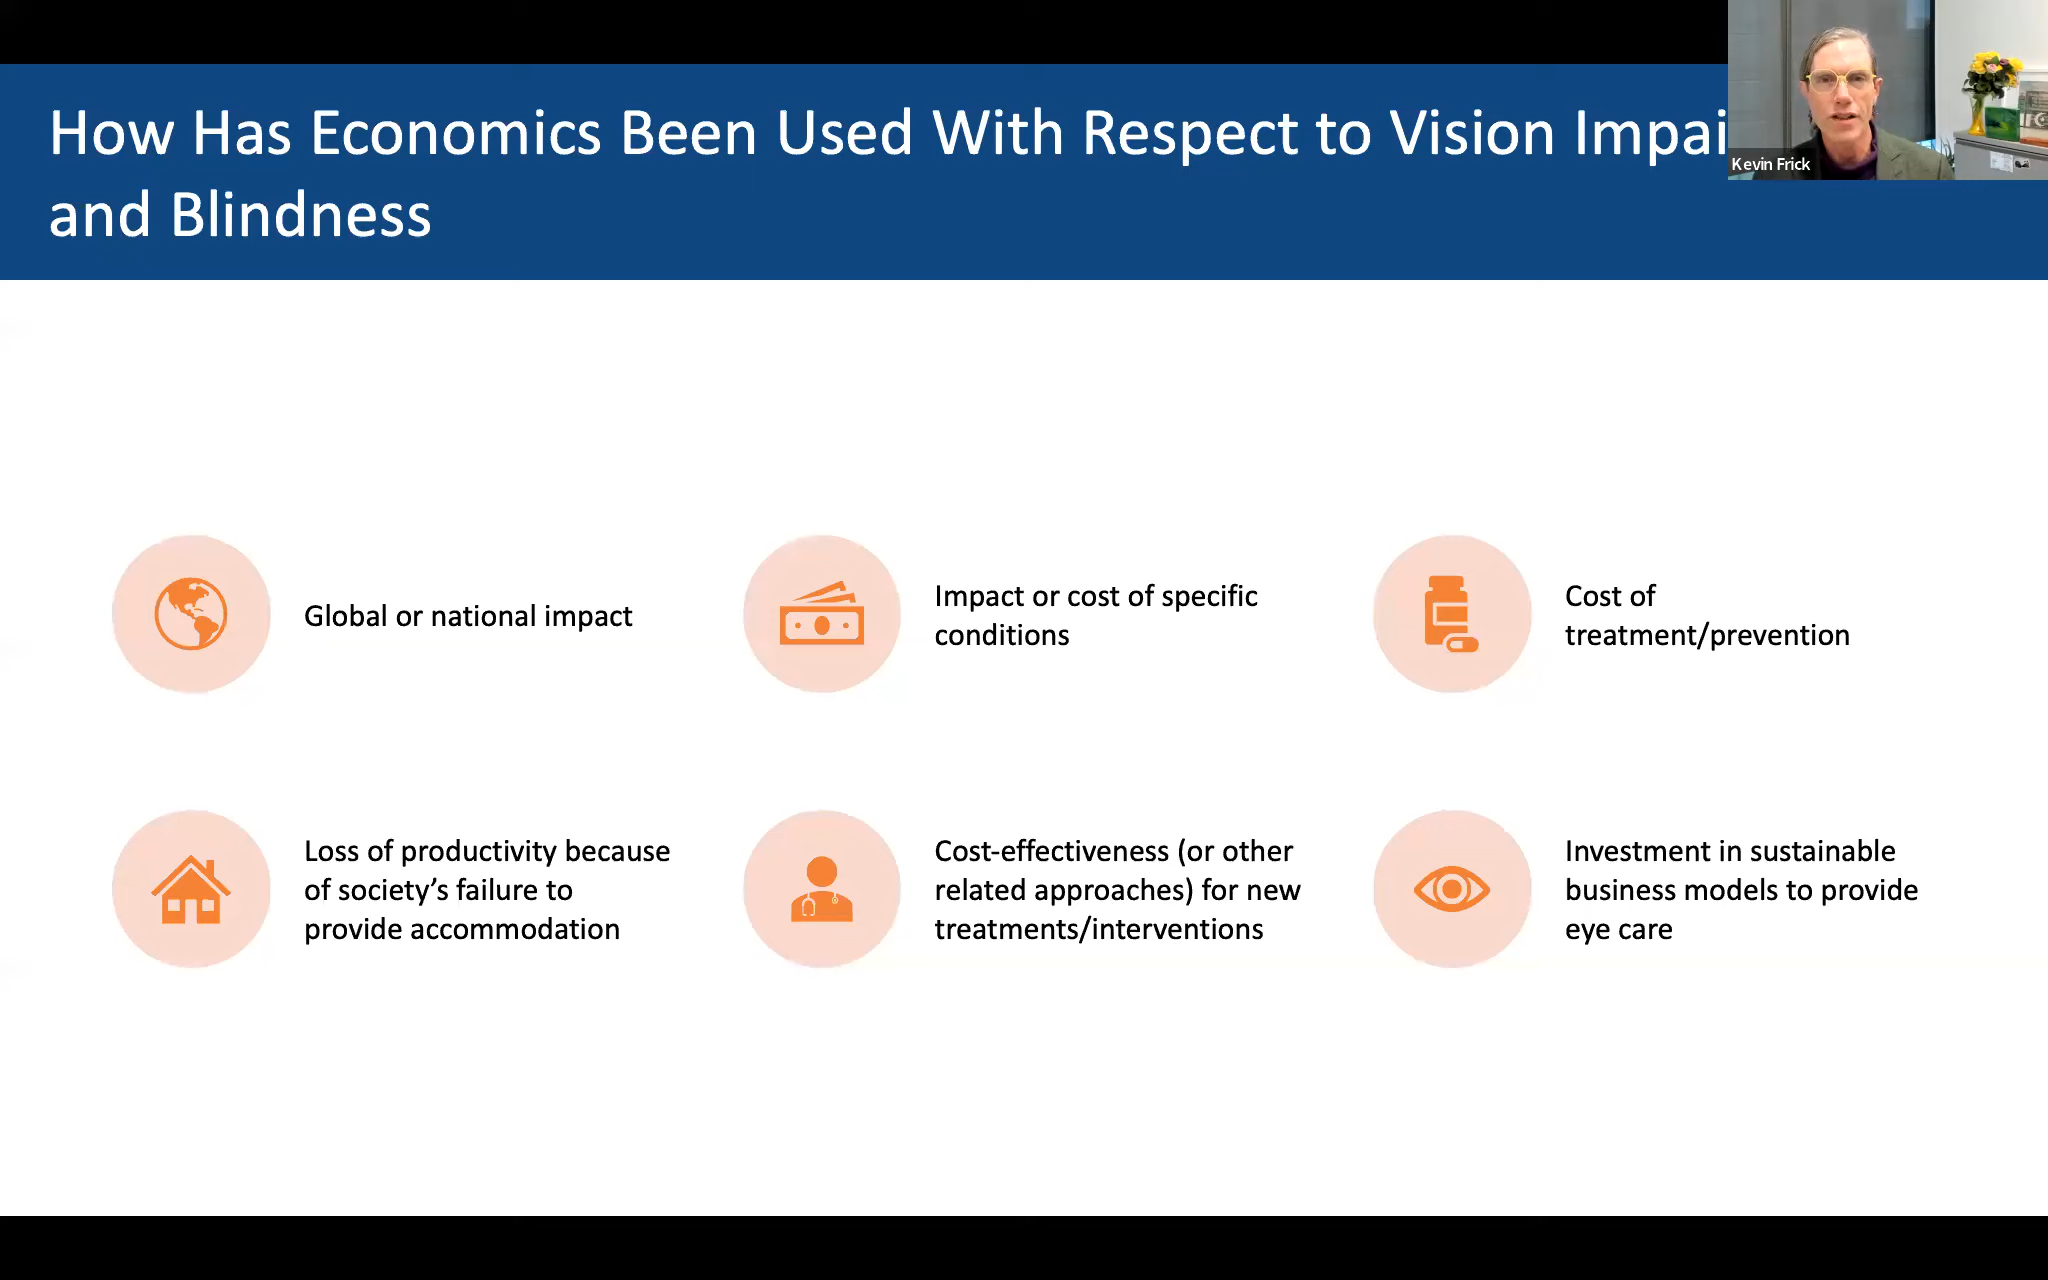 How Has Economics Been Used With Respect to Vision
and Blindness
Kevin Frick
Global or national impact
Impact or cost of specific
conditions
Cost of
treatment/prevention
Loss of productivity because
of society’s failure to
provide accommodation
Cost-effectiveness (or other
related approaches) for new
treatments/interventions
Investment in sustainable
business models to provide
eye care